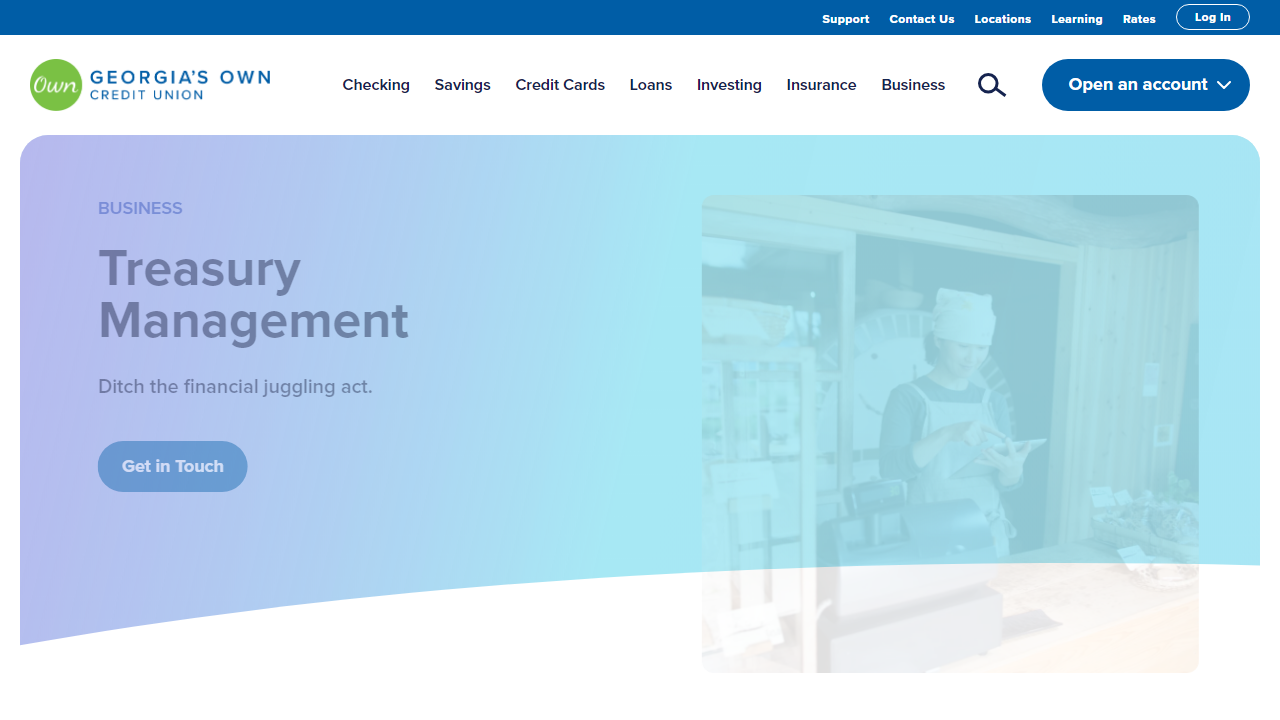 Support Contact Us Locations Learning Rates Log In
Own GEORGIA'S OWN
CREDIT UNION
Checking Savings Credit Cards Loans Investing Insurance Business Open an account
BUSINESS
Treasury
Management
Ditch the financial juggling act.
Get in Touch